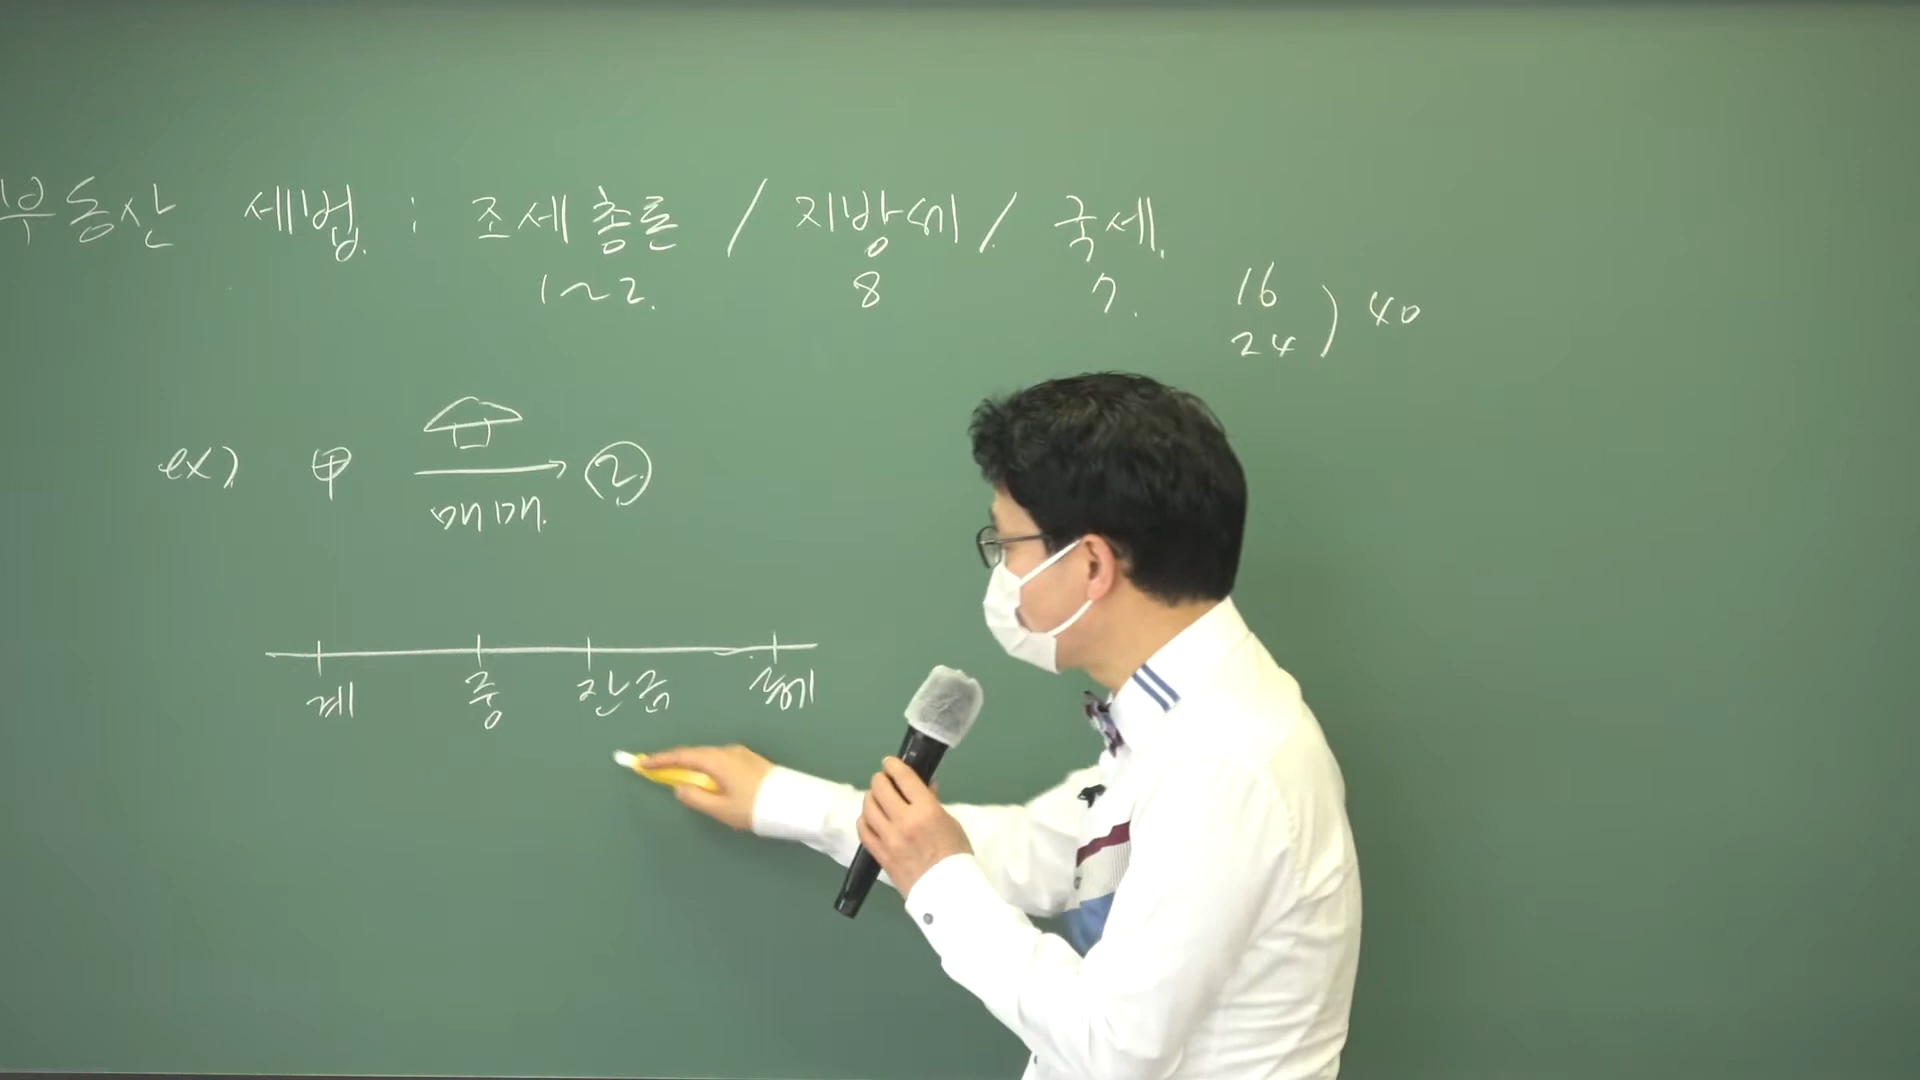 부동산 세법 : 조세총론 / 지방세 / 국세.
1~2. 8 7. 16
24 ) 40
ex) 甲 → 乙
매매.
계 중 잔금 등기